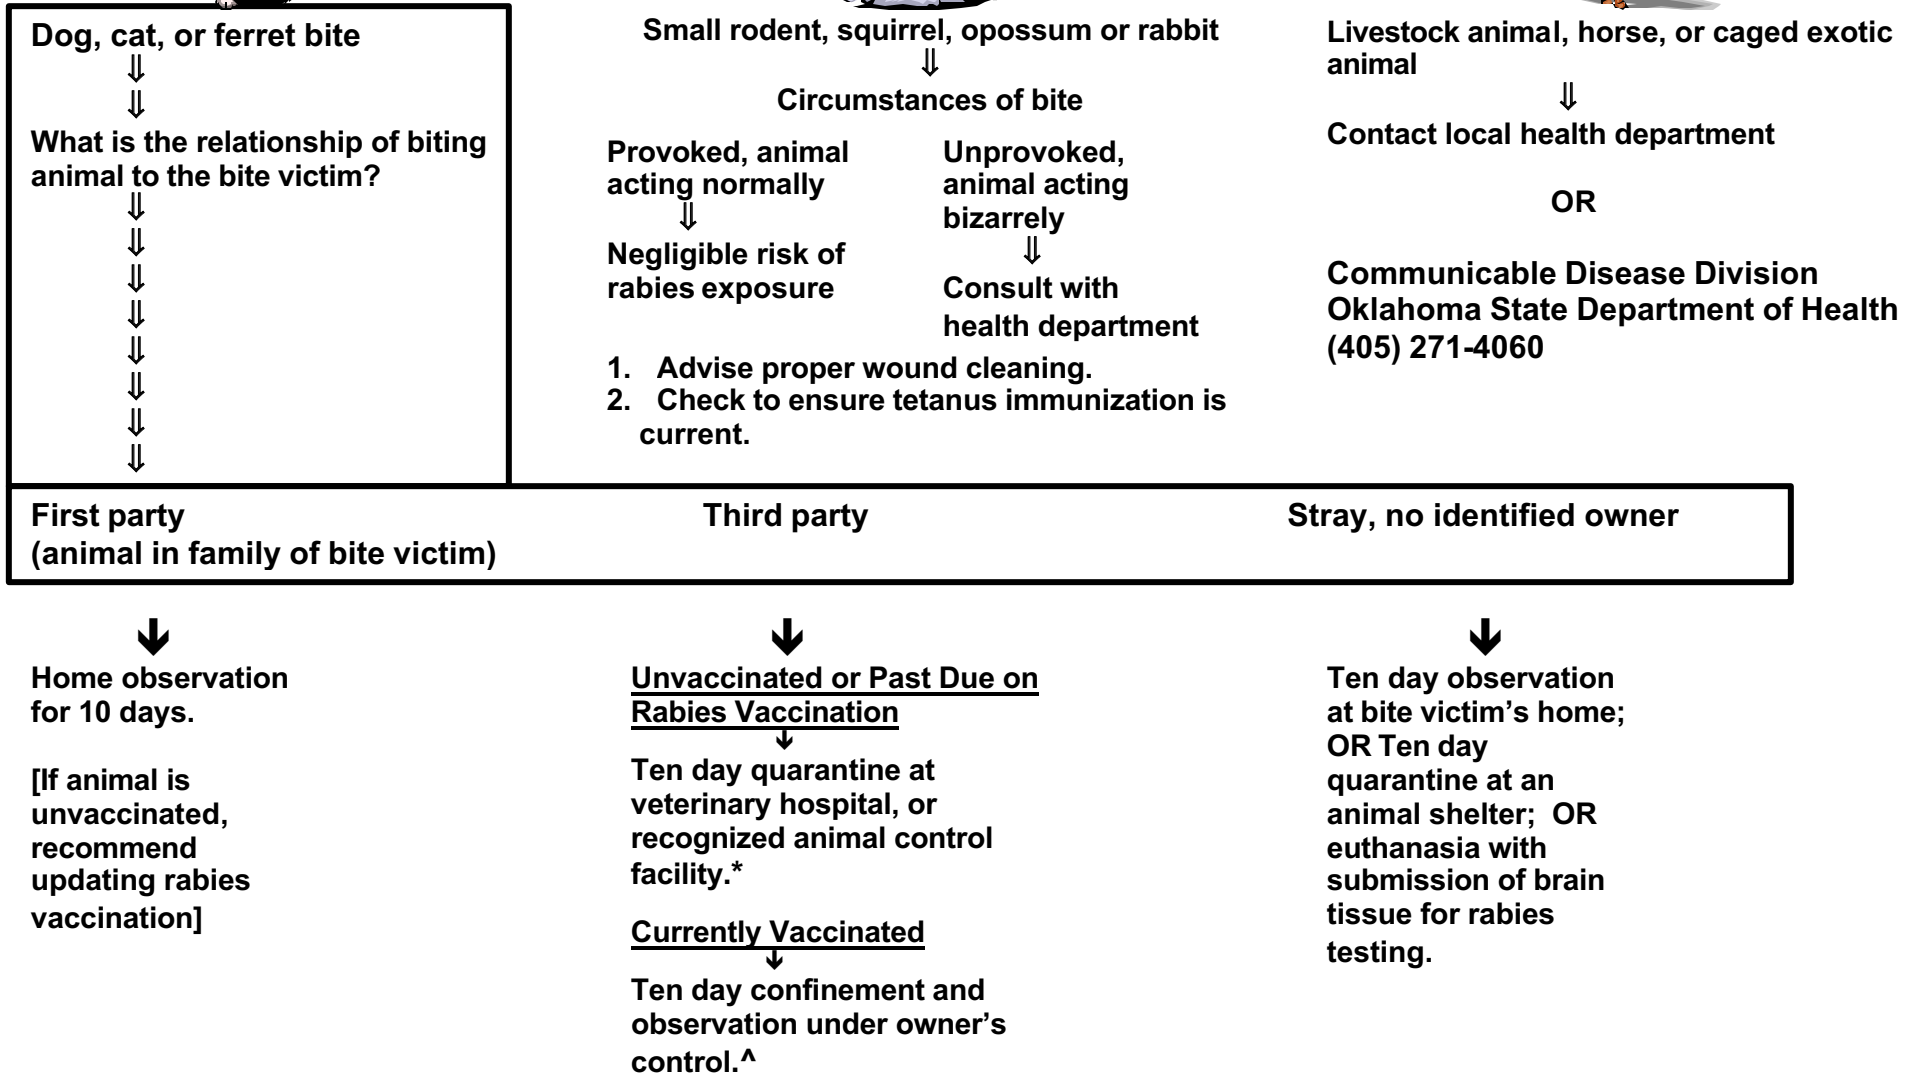 Dog, cat, or ferret bite
⇓
⇓
What is the relationship of biting
animal to the bite victim?
⇓
⇓
⇓
⇓
⇓
⇓
⇓
⇓
Small rodent, squirrel, opossum or rabbit
⇓
Circumstances of bite
Provoked, animal
acting normally
⇓
Negligible risk of
rabies exposure
Unprovoked,
animal acting
bizarrely
⇓
Consult with
health department
1. Advise proper wound cleaning.
2. Check to ensure tetanus immunization is
current.
Livestock animal, horse, or caged exotic
animal
⇓
Contact local health department
OR
Communicable Disease Division
Oklahoma State Department of Health
(405) 271-4060
First party
(animal in family of bite victim)
Third party
Stray, no identified owner
Home observation
for 10 days.
[If animal is
unvaccinated,
recommend
updating rabies
vaccination]
Unvaccinated or Past Due on
Rabies Vaccination
Ten day quarantine at
veterinary hospital, or
recognized animal control
facility.*
Currently Vaccinated
Ten day confinement and
observation under owner’s
control.^
Ten day observation
at bite victim’s home;
OR Ten day
quarantine at an
animal shelter; OR
euthanasia with
submission of brain
tissue for rabies
testing.